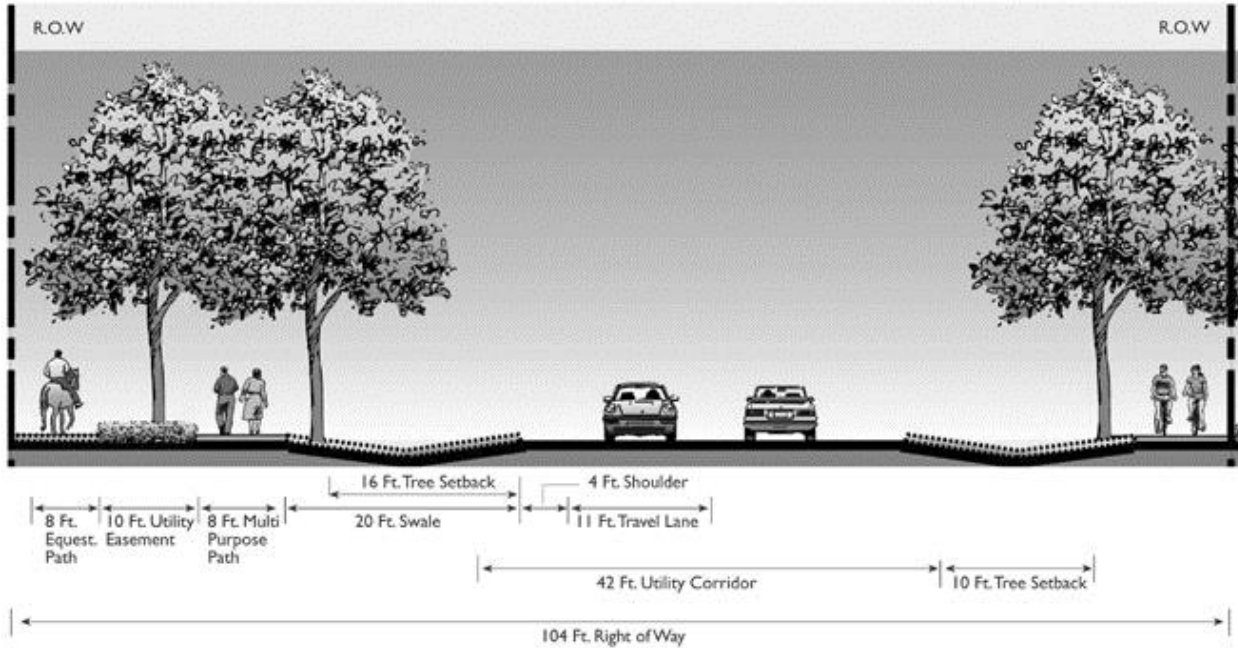 R.O.W
R.O.W
16 Ft. Tree Setback
4 Ft. Shoulder
8 Ft.
Equest.
Path
10 Ft. Utility
Easement
8 Ft. Multi
Purpose
Path
20 Ft. Swale
11 Ft. Travel Lane
42 Ft. Utility Corridor
10 Ft. Tree Setback
104 Ft. Right of Way